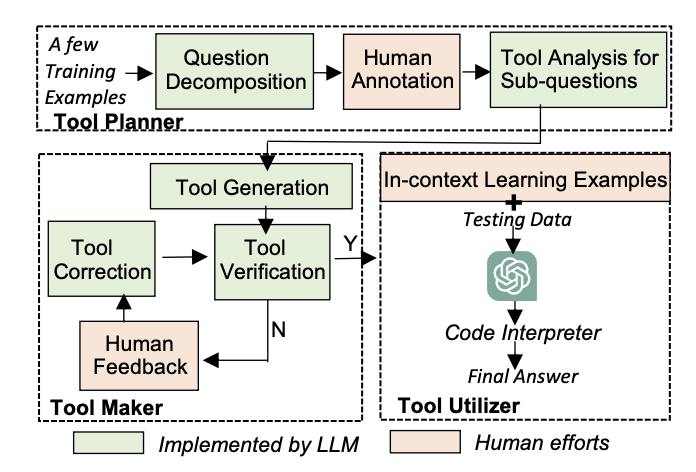 A few
Training
Examples
Question
Decomposition
Human
Annotation
Tool Analysis for
Sub-questions
Tool Planner
Tool Generation
Tool
Correction
Tool
Verification
Y
N
Human
Feedback
Tool Maker
In-context Learning Examples
+
Testing Data
Code Interpreter
Final Answer
Tool Utilizer
Implemented by LLM
Human efforts